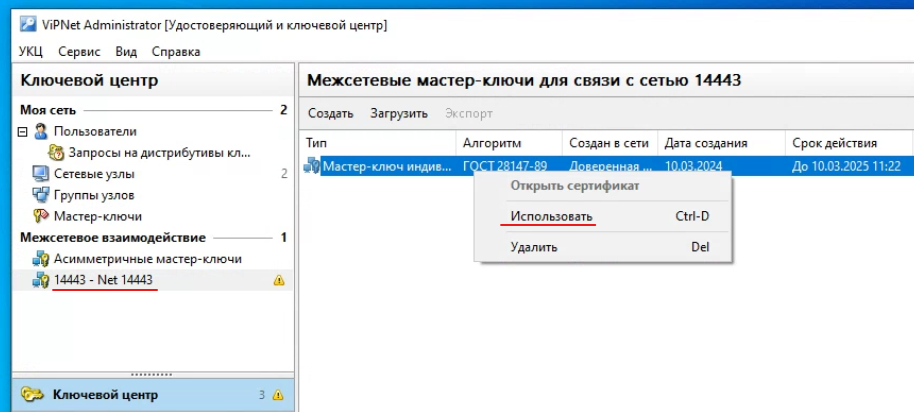 ViPNet Administrator [Удостоверяющий и ключевой центр]
УКЦ Сервис Вид Справка
Ключевой центр
Моя сеть 2
Пользователи
Запросы на дистрибутивы кл...
Сетевые узлы 2
Группы узлов
Мастер-ключи
Межсетевое взаимодействие 1
Асимметричные мастер-ключи
14443 - Net 14443
Ключевой центр 3
Межсетевые мастер-ключи для связи с сетью 14443
Создать Загрузить Экспорт
Тип Алгоритм Создан в сети Дата создания Срок действия
Мастер-ключ индив... ГОСТ 28147-89 Доверенная ... 10.03.2024 До 10.03.2025 11:22
Открыть сертификат
Использовать Ctrl-D
Удалить Del